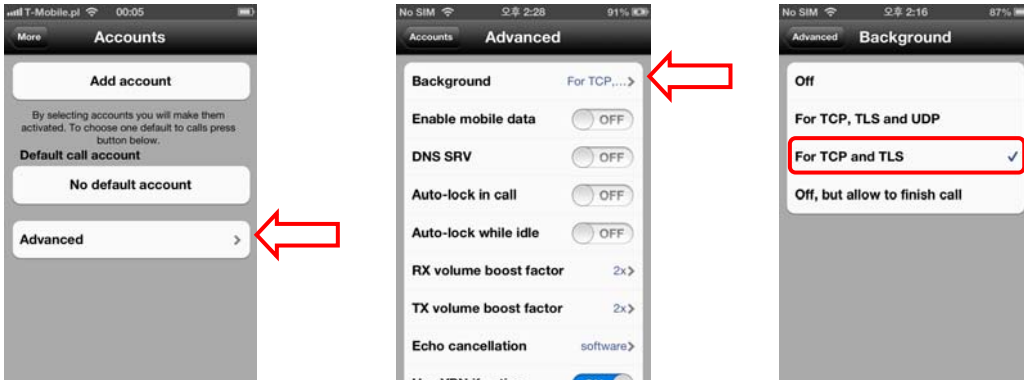 T-Mobile.pl 00:05
More Accounts
Add account
By selecting accounts you will make them
activated. To choose one default to calls press
button below.
Default call account
No default account
Advanced
No SIM 오후 2:28 91%
Accounts Advanced
Background For TCP,...
Enable mobile data OFF
DNS SRV OFF
Auto-lock in call OFF
Auto-lock while idle OFF
RX volume boost factor 2x
TX volume boost factor 2x
Echo cancellation software
No SIM 오후 2:16 87%
Advanced Background
Off
For TCP, TLS and UDP
For TCP and TLS
Off, but allow to finish call